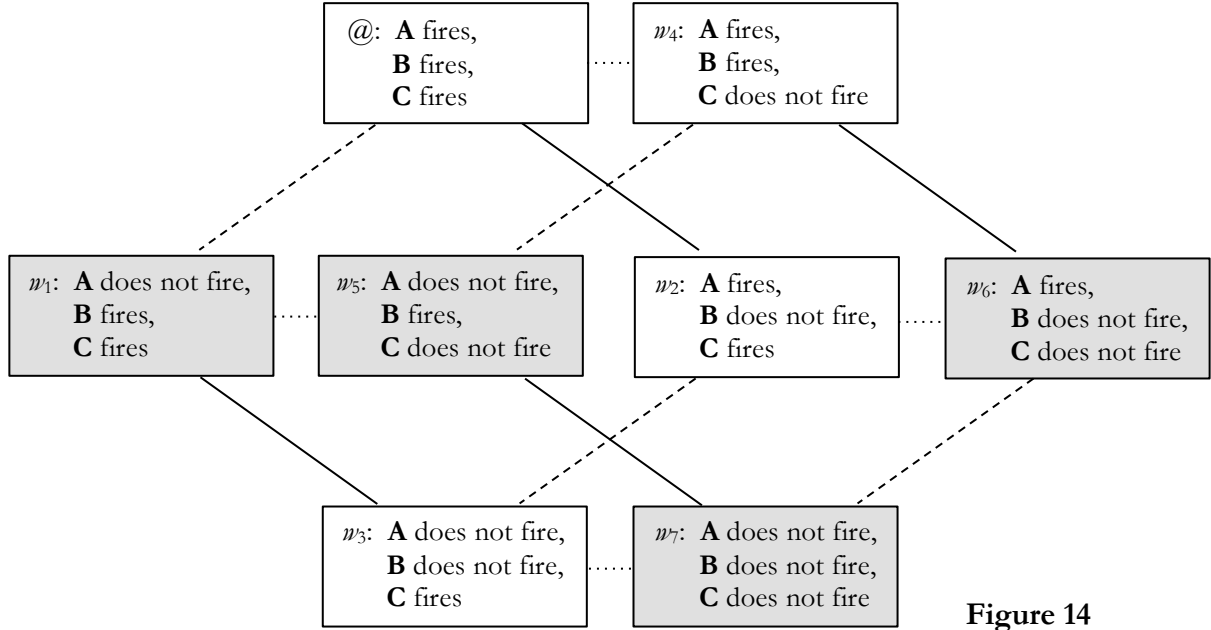 @: A fires,
B fires,
C fires
w4: A fires,
B fires,
C does not fire
w1: A does not fire,
B fires,
C fires
w5: A does not fire,
B fires,
C does not fire
w2: A fires,
B does not fire,
C fires
w6: A fires,
B does not fire,
C does not fire
w3: A does not fire,
B does not fire,
C fires
w7: A does not fire,
B does not fire,
C does not fire
Figure 14